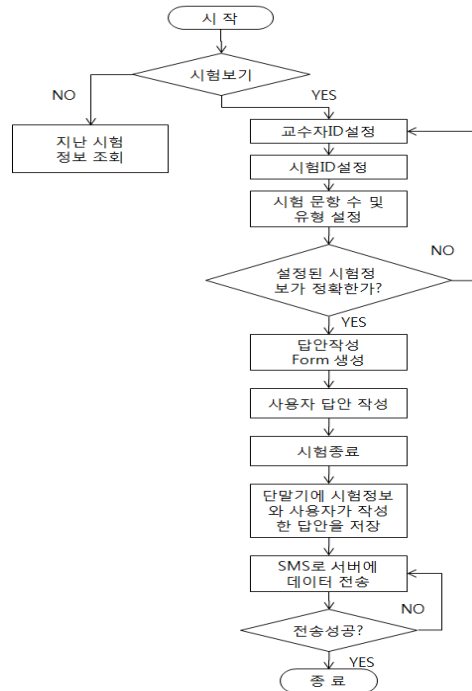 시 작
시험보기
NO
YES
지난 시험
정보 조회
교수자ID설정
시험ID설정
시험 문항 수 및
유형 설정
NO
설정된 시험정
보가 정확한가?
YES
답안작성
Form 생성
사용자 답안 작성
시험종료
단말기에 시험정보
와 사용자가 작성
한 답안을 저장
SMS로 서버에
데이터 전송
NO
전송성공?
YES
종 료